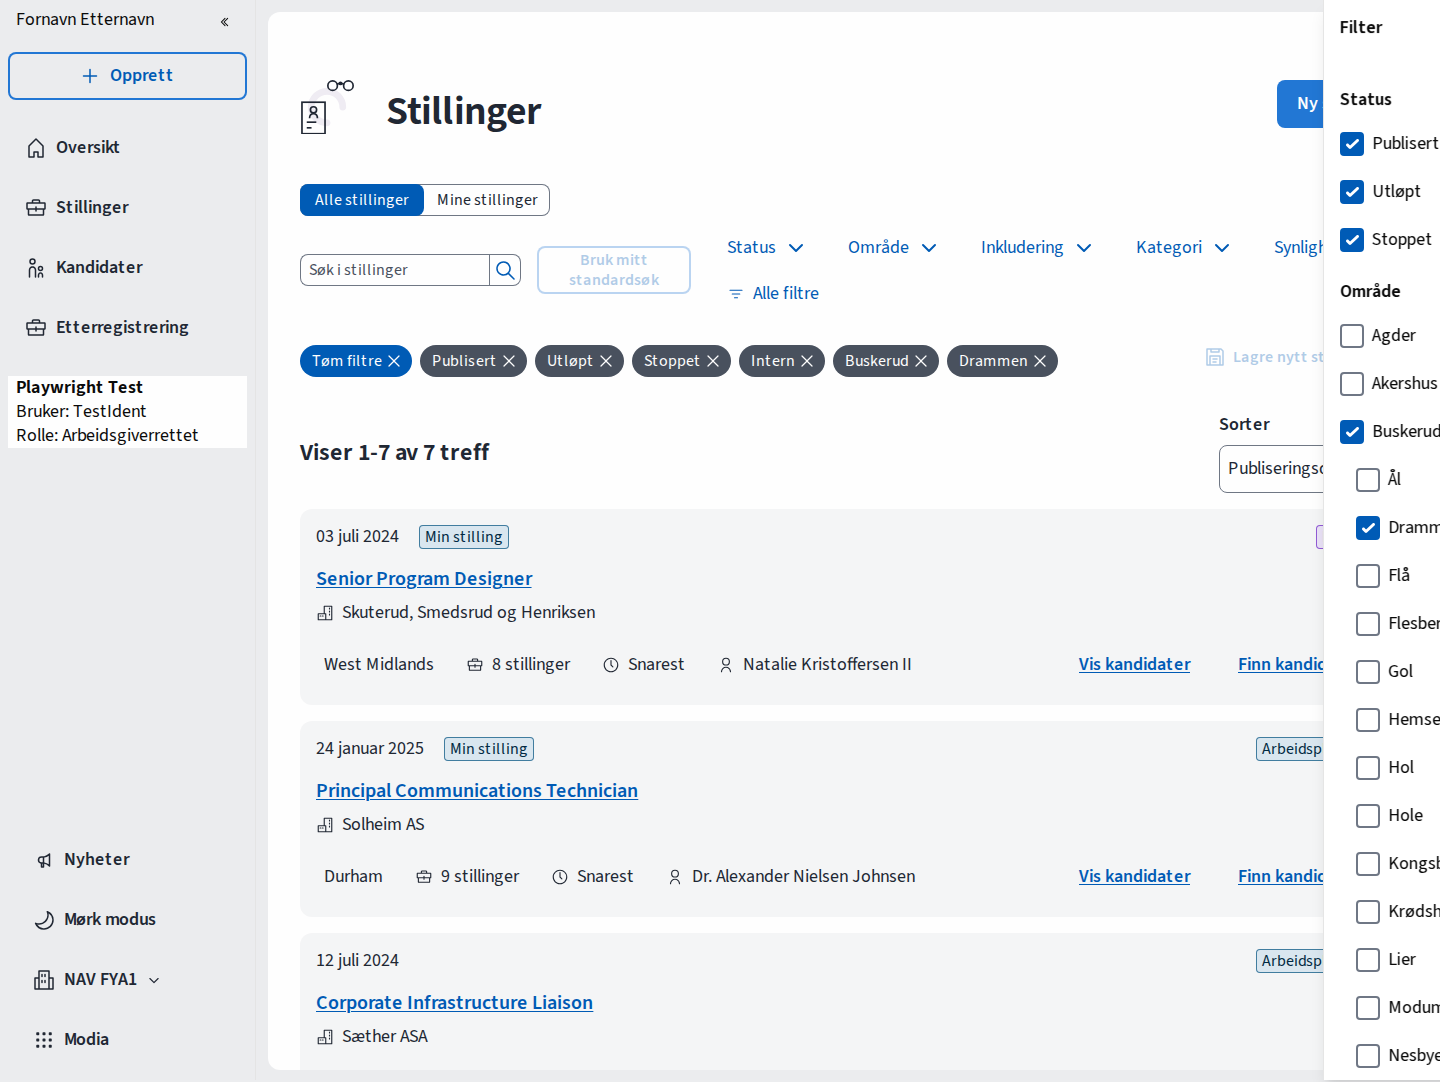 Fornavn Etternavn
Opprett
Oversikt
Stillinger
Kandidater
Etterregistrering
Playwright Test
Bruker: TestIdent
Rolle: Arbeidsgiverrettet
Nyheter
Mørk modus
NAV FYA1
Modia
Stillinger
Ny
Alle stillinger
Mine stillinger
Søk i stillinger
Bruk mitt
standardsøk
Status
Område
Inkludering
Kategori
Synligh
Alle filtre
Tøm filtre
Publisert
Utløpt
Stoppet
Intern
Buskerud
Drammen
Lagre nytt st
Viser 1-7 av 7 treff
Sorter
Publiserings
03 juli 2024
Min stilling
Senior Program Designer
Skuterud, Smedsrud og Henriksen
West Midlands
8 stillinger
Snarest
Natalie Kristoffersen II
Vis kandidater
Finn kandid
24 januar 2025
Min stilling
Arbeidsp
Principal Communications Technician
Solheim AS
Durham
9 stillinger
Snarest
Dr. Alexander Nielsen Johnsen
Vis kandidater
Finn kandid
12 juli 2024
Arbeidsp
Corporate Infrastructure Liaison
Sæther ASA
Filter
Status
Publisert
Utløpt
Stoppet
Område
Agder
Akershus
Buskerud
Ål
Dramm
Flå
Flesber
Gol
Hemse
Hol
Hole
Kongsb
Krødsh
Lier
Modum
Nesbye